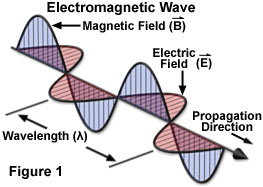 Electromagnetic Wave
Magnetic Field (B⃗)
Electric
Field (E⃗)
Propagation
Direction
Wavelength (λ)
Figure 1